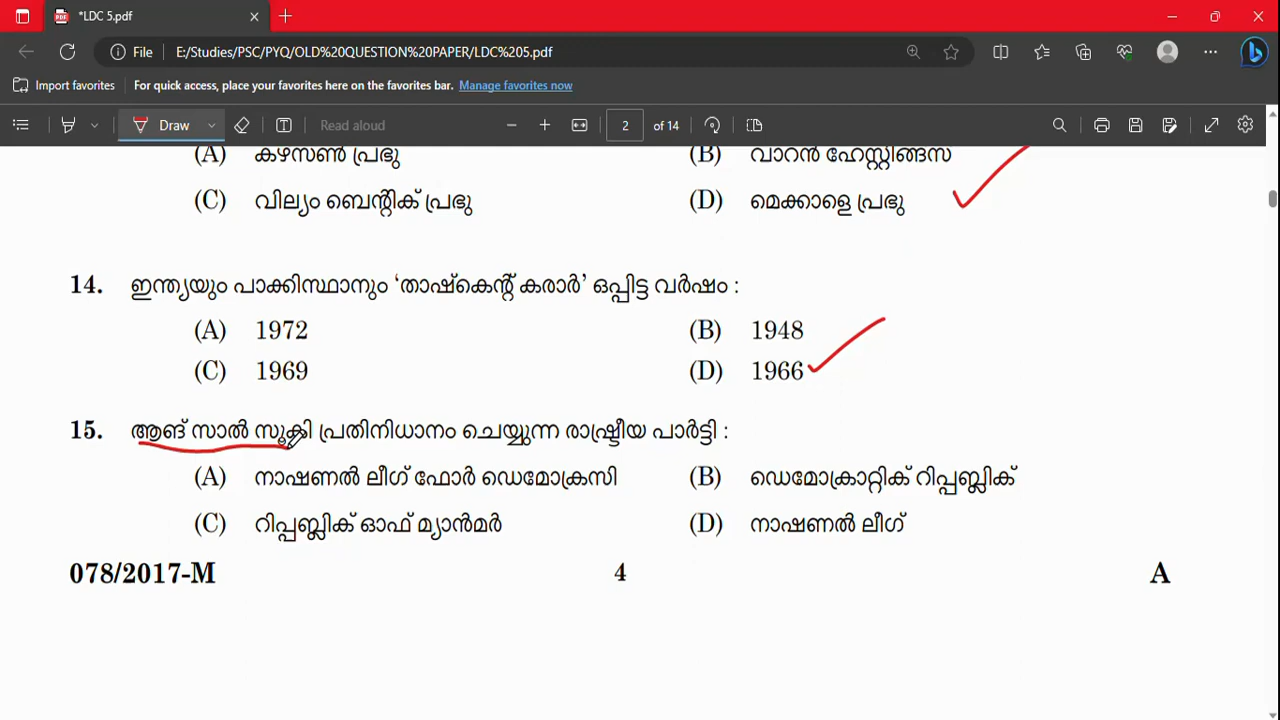 *LDC 5.pdf
File E:/Studies/PSC/PYQ/OLD%20QUESTION%20PAPER/LDC%205.pdf
Import favorites For quick access, place your favorites here on the favorites bar. Manage favorites now
Draw Read aloud 2 of 14
(A) കഴ്സൺ പ്രഭു (B) വാറൻ ഹേസ്റ്റിങ്ങ്സ്
(C) വില്യം ബെന്റിക് പ്രഭു (D) മെക്കാളെ പ്രഭു
14. ഇന്ത്യയും പാക്കിസ്ഥാനും ‘താഷ്കെന്റ് കരാർ’ ഒപ്പിട്ട വർഷം :
(A) 1972 (B) 1948
(C) 1969 (D) 1966
15. ആങ് സാൽ സൂക്കി പ്രതിനിധാനം ചെയ്യുന്ന രാഷ്ട്രീയ പാർട്ടി :
(A) നാഷണൽ ലീഗ് ഫോർ ഡെമോക്രസി (B) ഡെമോക്രാറ്റിക് റിപ്പബ്ലിക്
(C) റിപ്പബ്ലിക് ഓഫ് മ്യാൻമർ (D) നാഷണൽ ലീഗ്
078/2017-M 4 A